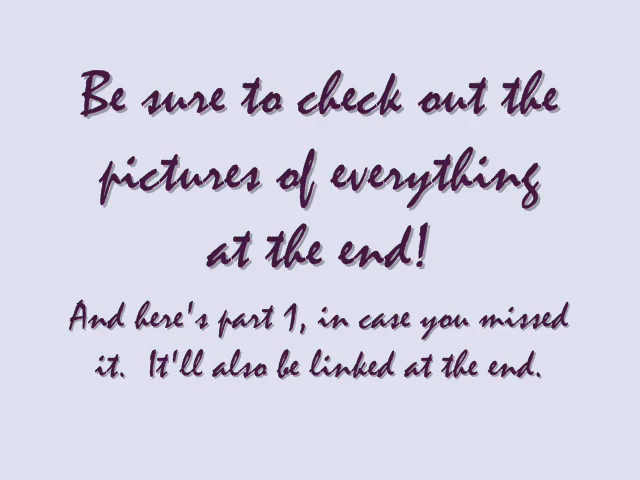 Be sure to check out the
pictures of everything
at the end!
And here's part 1, in case you missed
it.  It'll also be linked at the end.